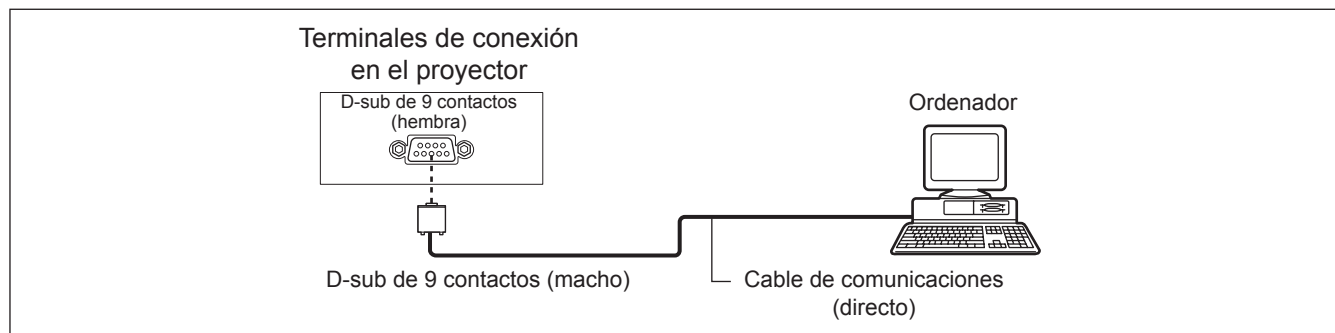 Terminales de conexión
en el proyector
D-sub de 9 contactos
(hembra)
Ordenador
D-sub de 9 contactos (macho)
Cable de comunicaciones
(directo)